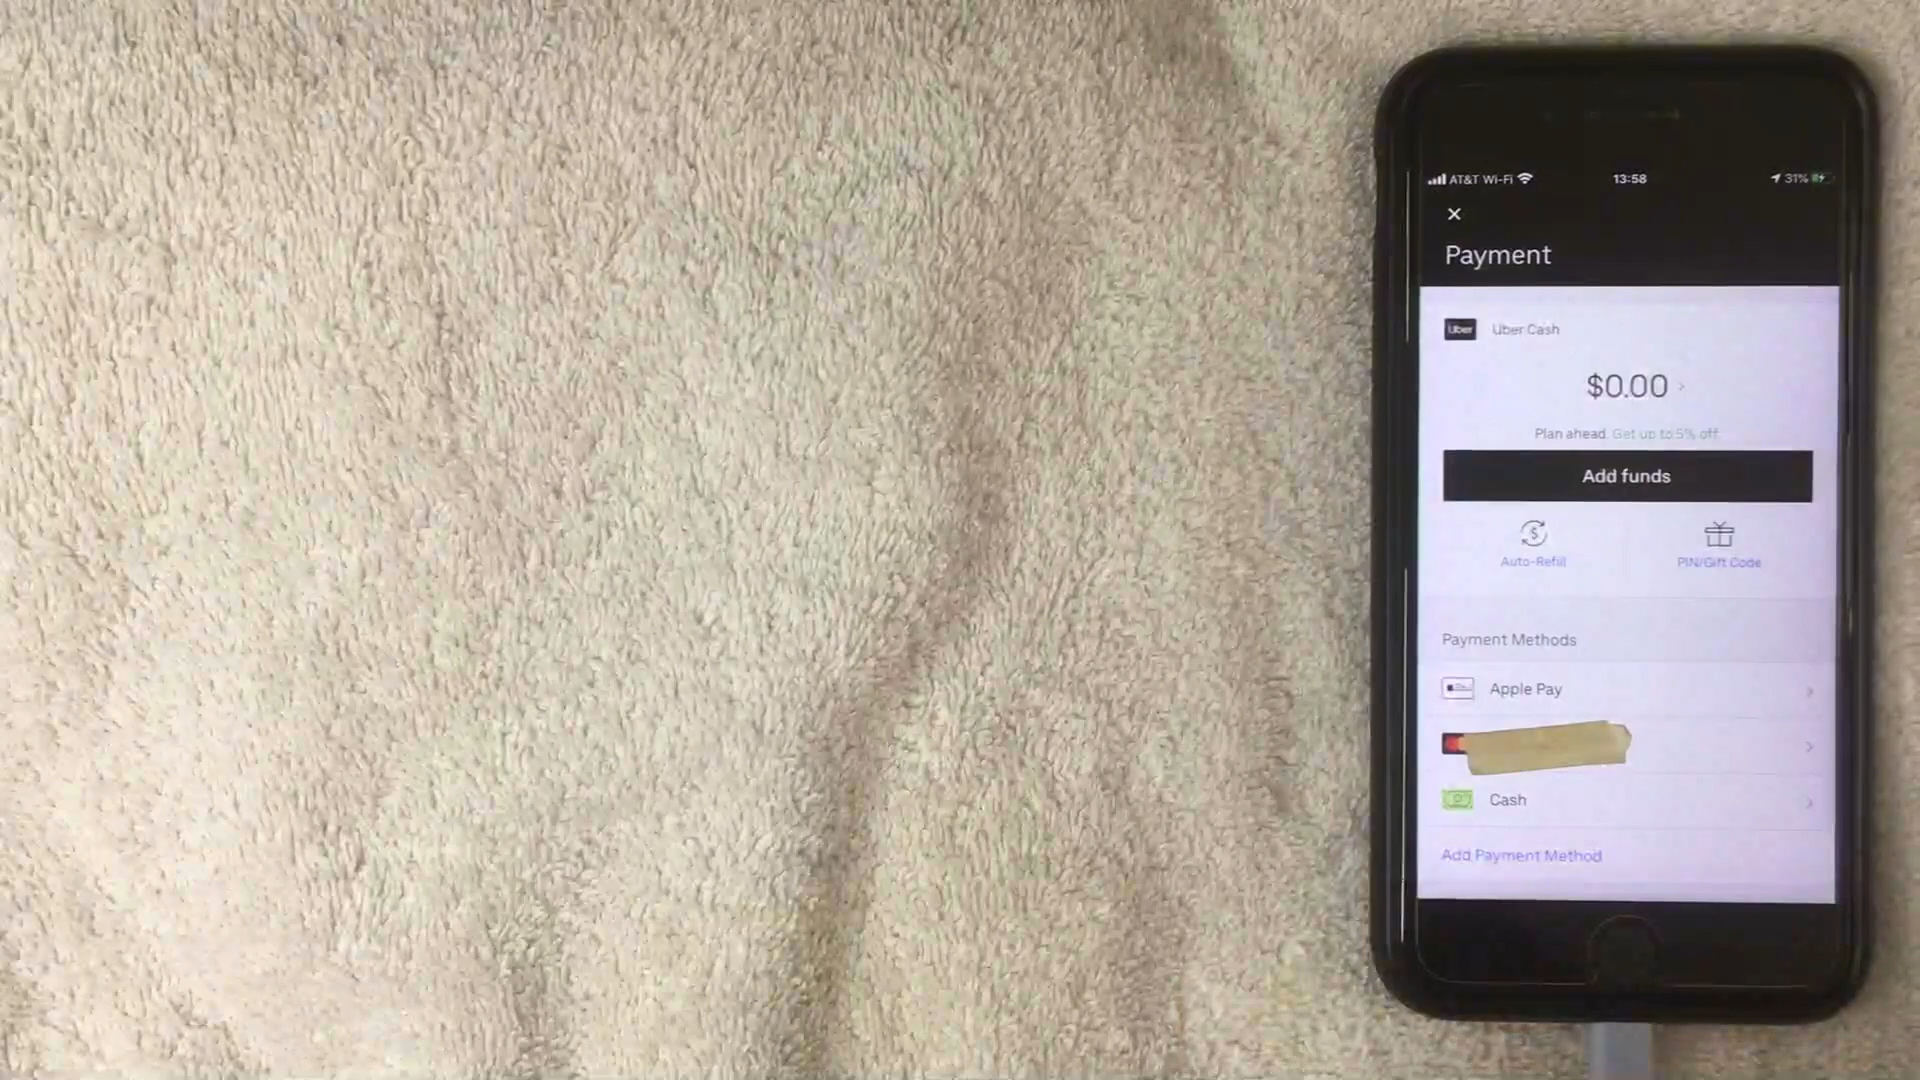 AT&T Wi-Fi 13:58 31%
Payment
Uber Uber Cash
$0.00
Plan ahead. Get up to 5% off.
Add funds
Auto-Refill PIN/Gift Code
Payment Methods
Apple Pay
Cash
Add Payment Method